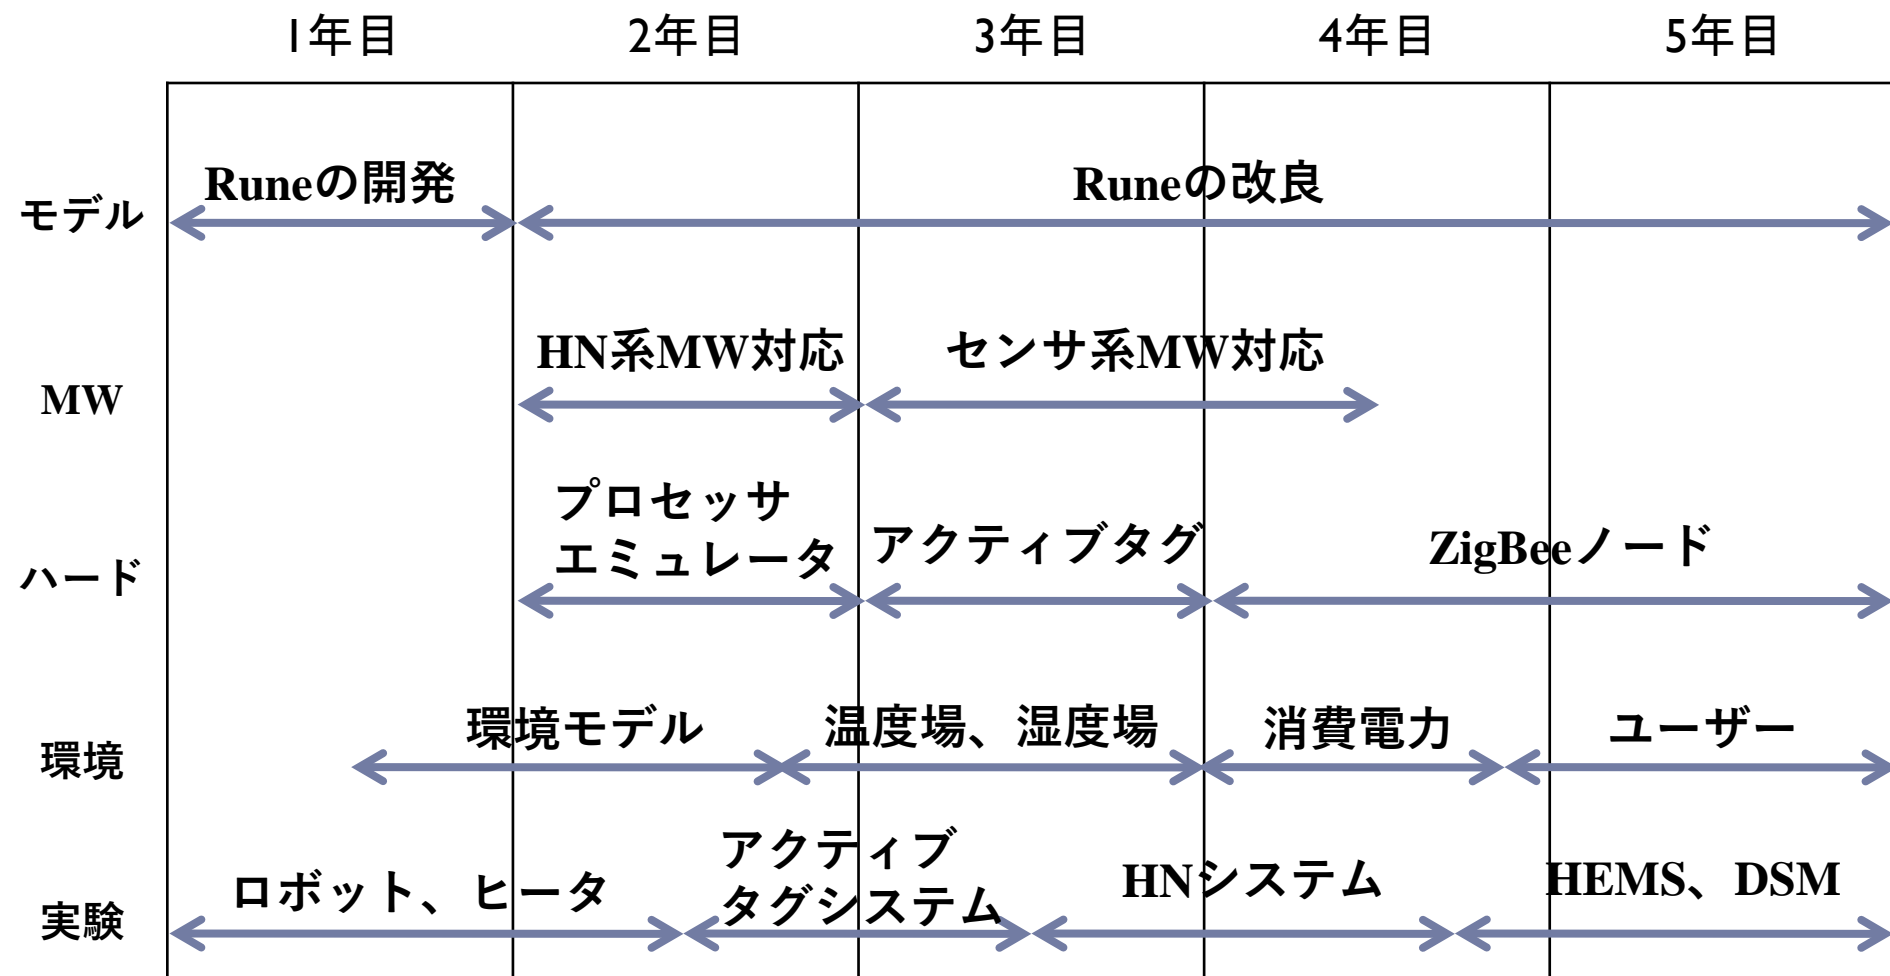 1年目 2年目 3年目 4年目 5年目
モデル
Runeの開発
Runeの改良
MW
HN系MW対応
センサ系MW対応
ハード
プロセッサ
エミュレータ
アクティブタグ
ZigBeeノード
環境
環境モデル
温度場、湿度場
消費電力
ユーザー
実験
ロボット、ヒータ
アクティブ
タグシステム
HNシステム
HEMS、DSM